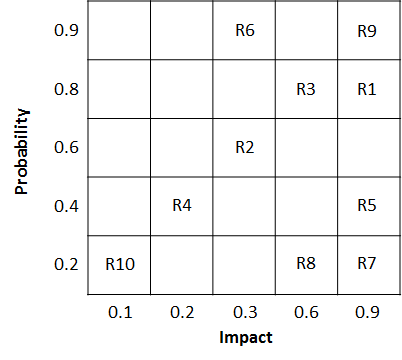 0.9 R6 R9
0.8 R3 R1
0.6 R2
0.4 R4 R5
0.2 R10 R8 R7
0.1 0.2 0.3 0.6 0.9
Impact
Probability